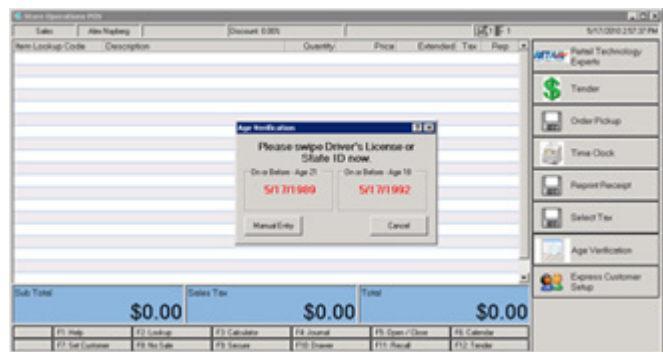 Store Operations POS
Sales Alex Napberg Discount 0.00% 1 1 5/17/2010 2:57:37 PM
Item Lookup Code Description Quantity Price Extended Tax Rep
Retail Technology
Experts
Tender
Order Pickup
Time Clock
Reprint Receipt
Select Tax
Age Verification
Express Customer
Setup
Age Verification
Please swipe Driver's License or
State ID now.
On or Before - Age 21 On or Before - Age 18
5/17/1989 5/17/1992
Manual Entry Cancel
Sub Total Sales Tax Total
$0.00 $0.00 $0.00
F1: Help F2: Lookup F3: Calculator F4: Journal F5: Open / Close F6: Calendar
F7: Set Customer F8: No Sale F9: Secure F10: Drawer F11: Recall F12: Tender